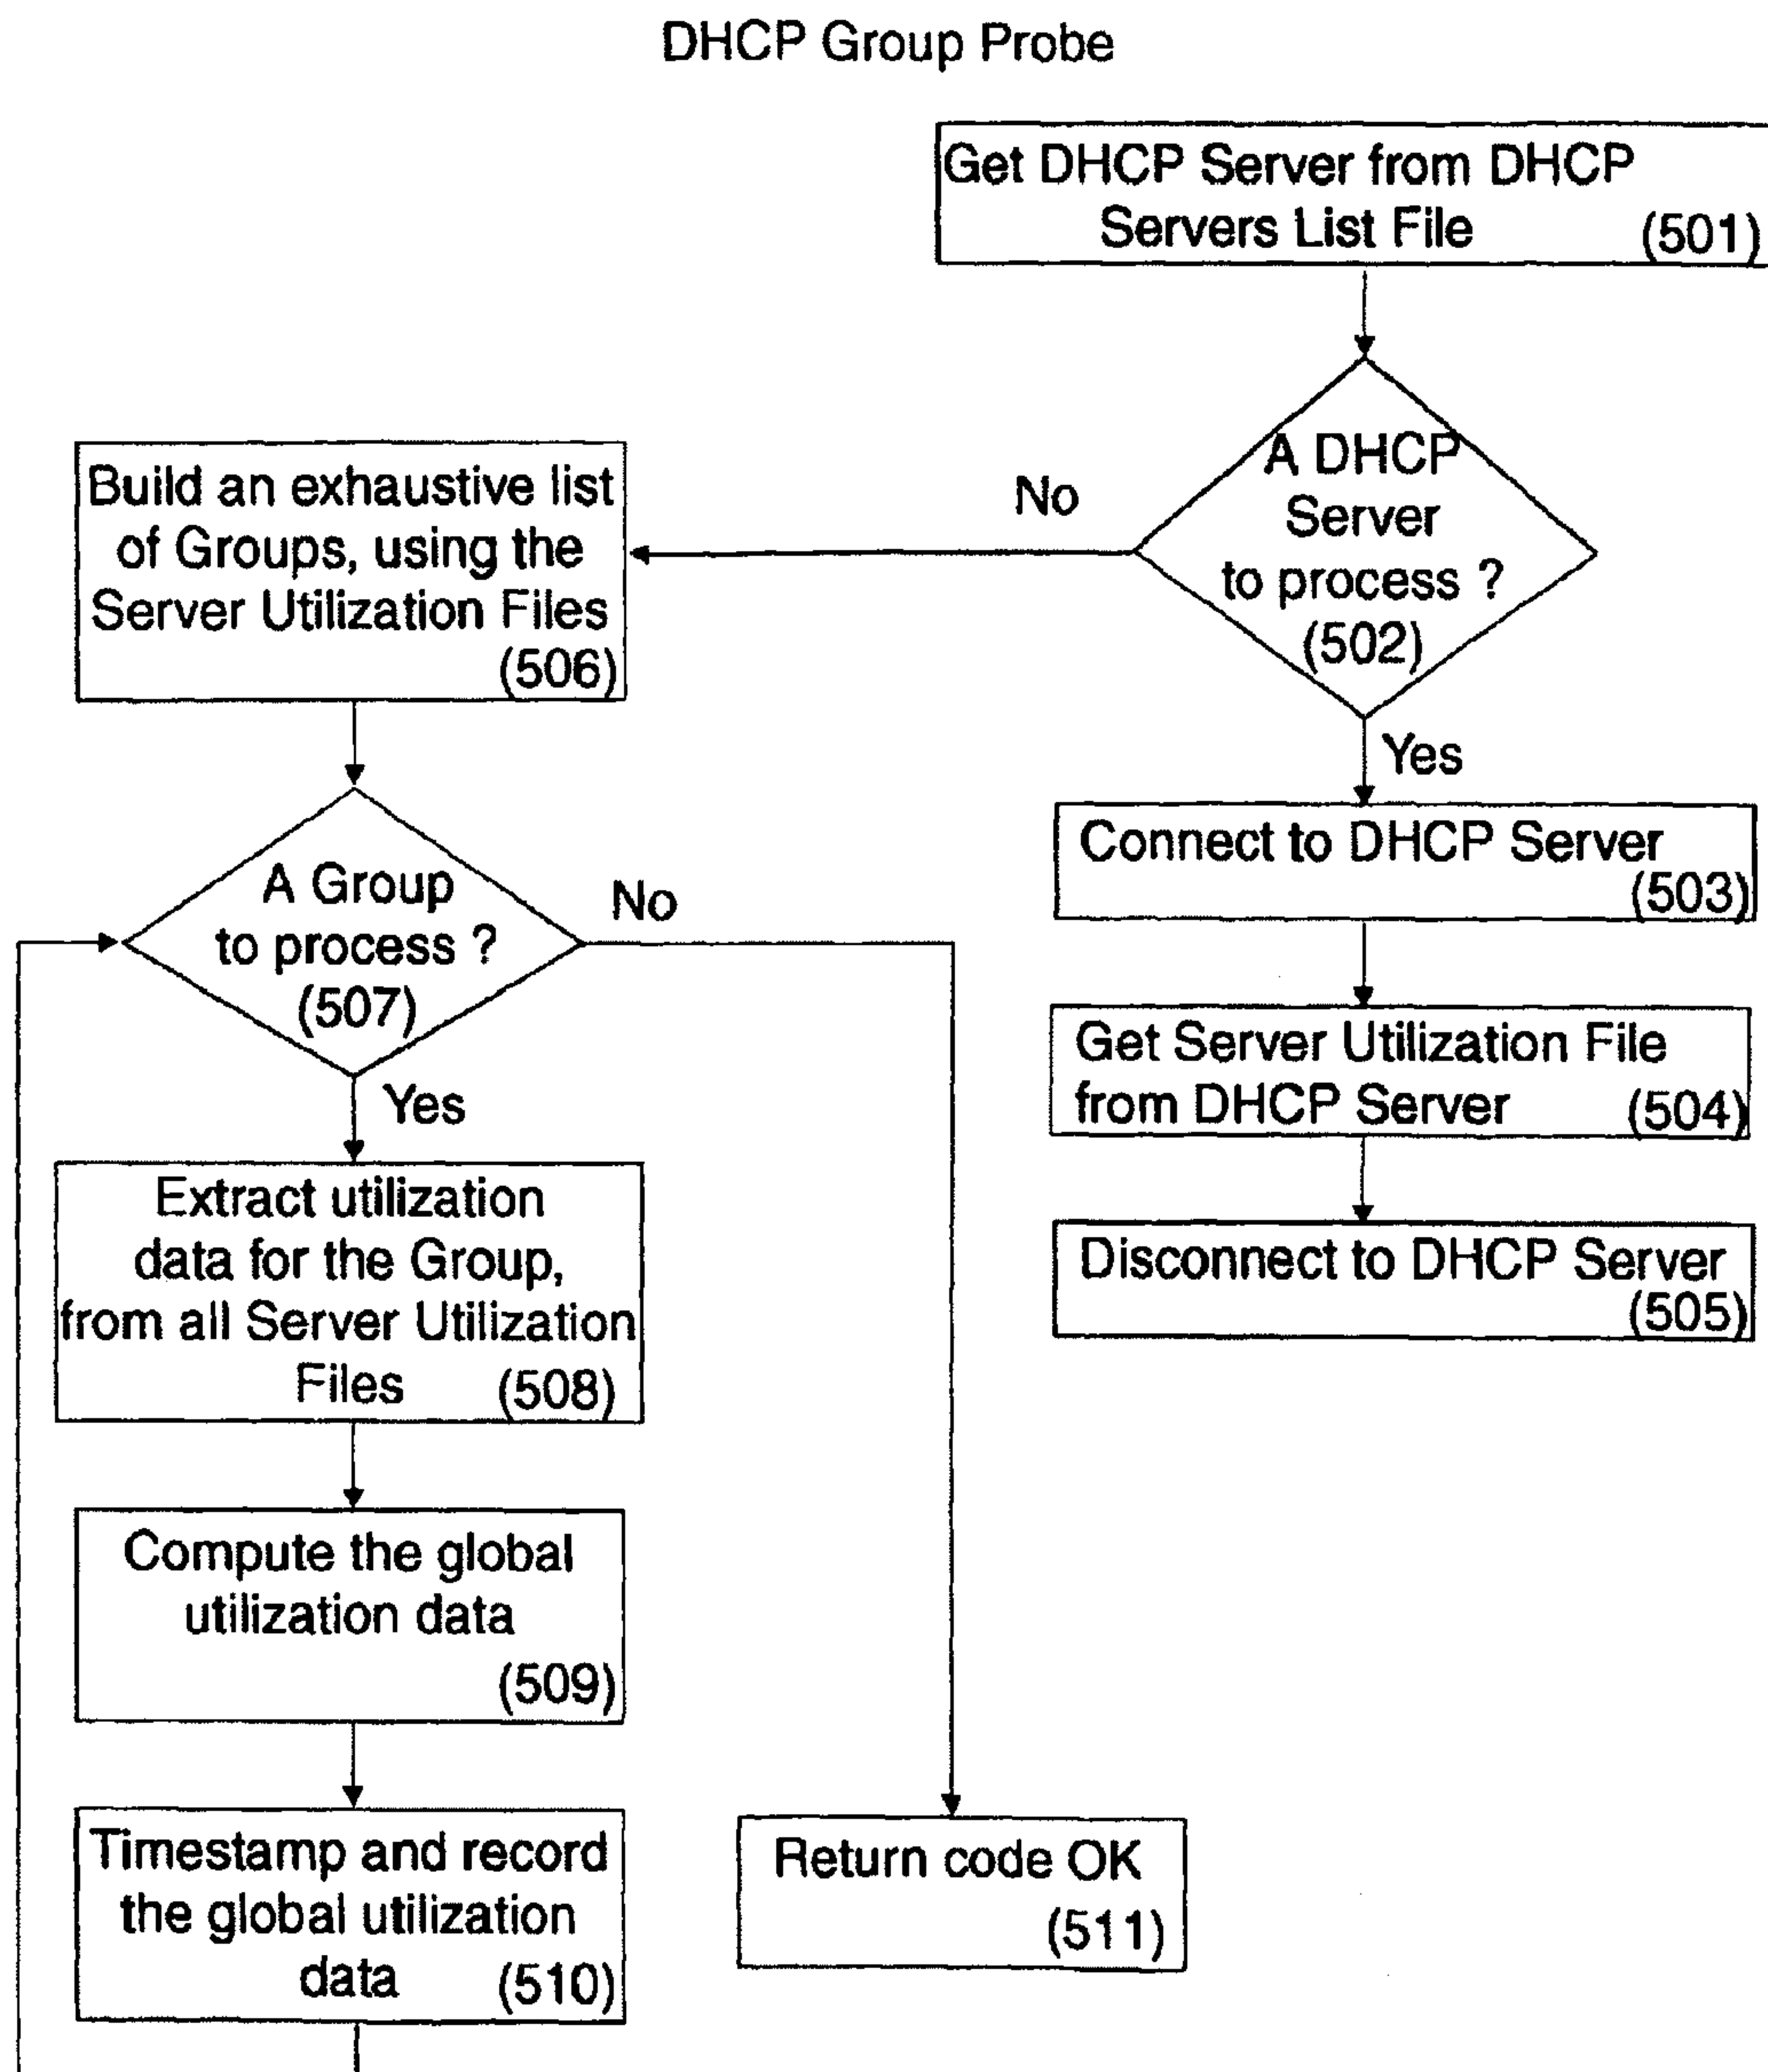 DHCP Group Probe
Get DHCP Server from DHCP
Servers List File (501)
A DHCP
Server
to process ?
(502)
No
Yes
Build an exhaustive list
of Groups, using the
Server Utilization Files
(506)
Connect to DHCP Server
(503)
A Group
to process ?
(507)
No
Yes
Get Server Utilization File
from DHCP Server (504)
Disconnect to DHCP Server
(505)
Extract utilization
data for the Group,
from all Server Utilization
Files (508)
Compute the global
utilization data
(509)
Timestamp and record
the global utilization
data (510)
Return code OK
(511)